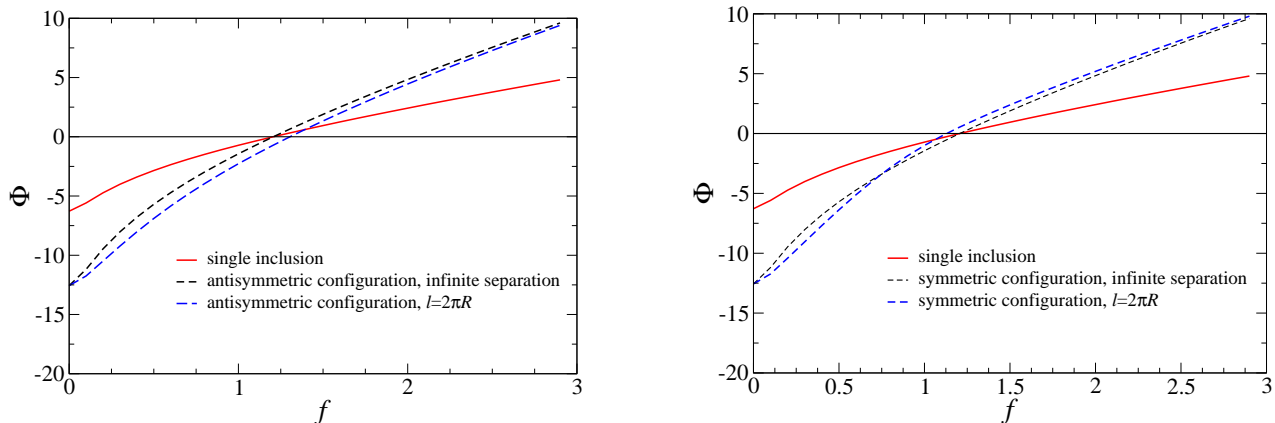 10
5
0
-5
-10
-15
-20
Φ
single inclusion
antisymmetric configuration, infinite separation
antisymmetric configuration, l=2πR
0
1
2
3
f
10
5
0
-5
-10
-15
-20
Φ
single inclusion
symmetric configuration, infinite separation
symmetric configuration, l=2πR
0
0.5
1
1.5
2
2.5
3
f